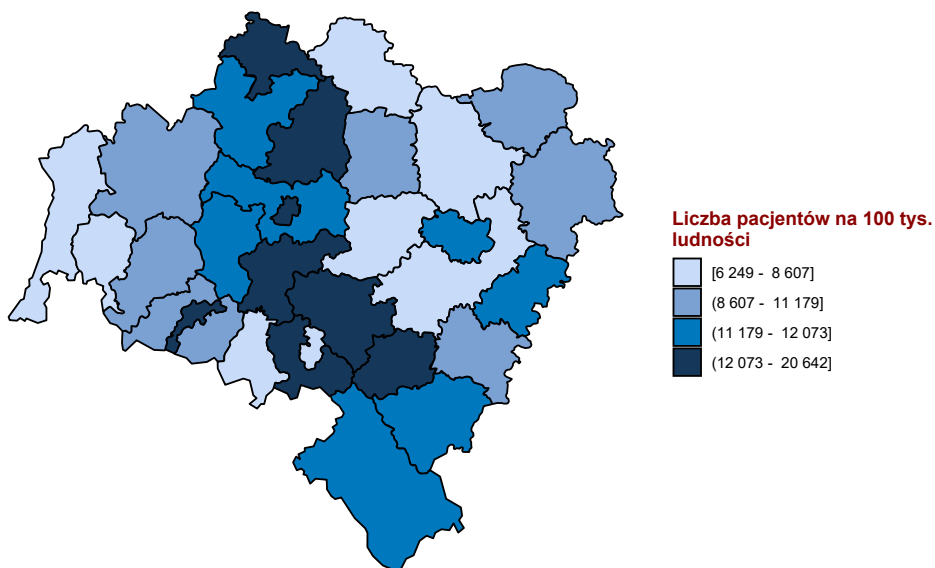 Liczba pacjentów na 100 tys.
ludności
[6 249 - 8 607]
(8 607 - 11 179]
(11 179 - 12 073]
(12 073 - 20 642]